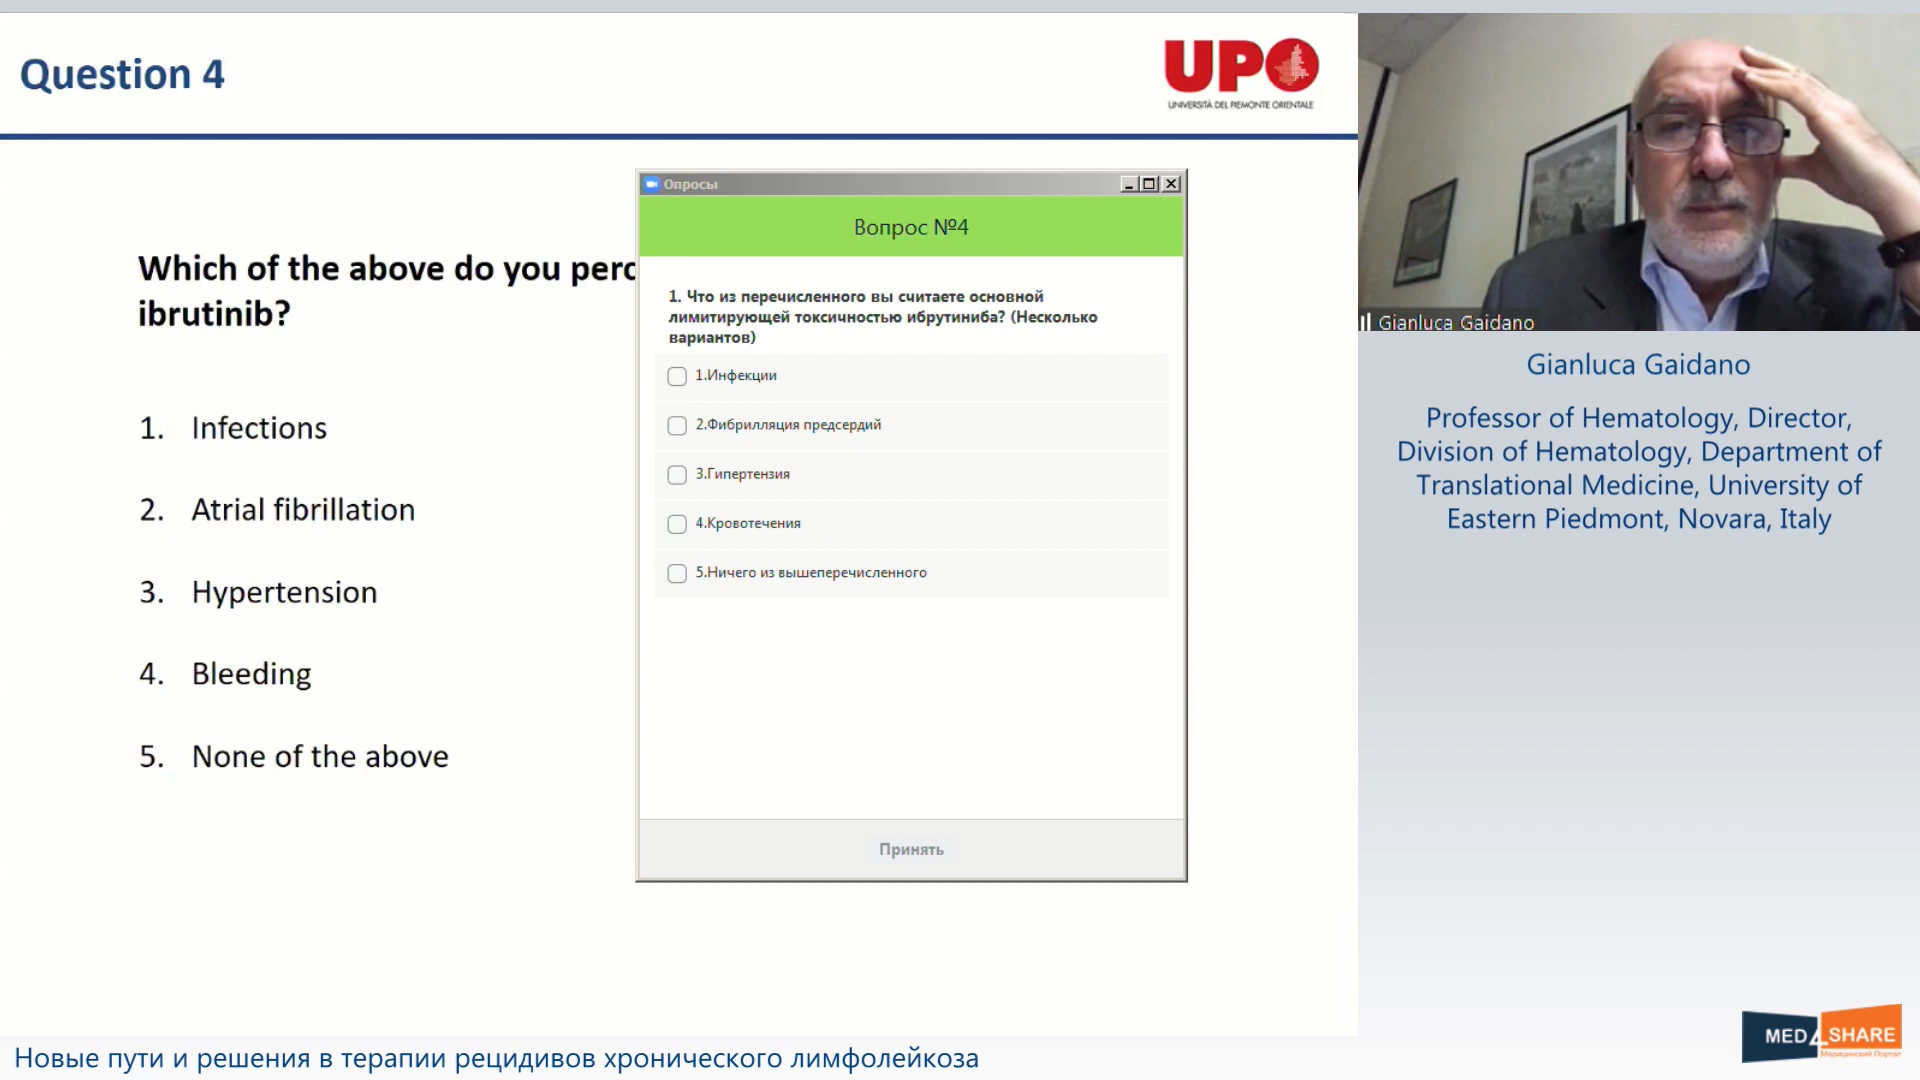 Question 4
UPO
UNIVERSITÀ DEL PIEMONTE ORIENTALE
Which of the above do you perc
ibrutinib?
1. Infections
2. Atrial fibrillation
3. Hypertension
4. Bleeding
5. None of the above
Опросы
Вопрос №4
1. Что из перечисленного вы считаете основной
лимитирующей токсичностью ибрутиниба? (Несколько
вариантов)
1.Инфекции
2.Фибрилляция предсердий
3.Гипертензия
4.Кровотечения
5.Ничего из вышеперечисленного
Принять
Gianluca Gaidano
Gianluca Gaidano
Professor of Hematology, Director,
Division of Hematology, Department of
Translational Medicine, University of
Eastern Piedmont, Novara, Italy
MED4SHARE
Медицинский Портал
Новые пути и решения в терапии рецидивов хронического лимфолейкоза